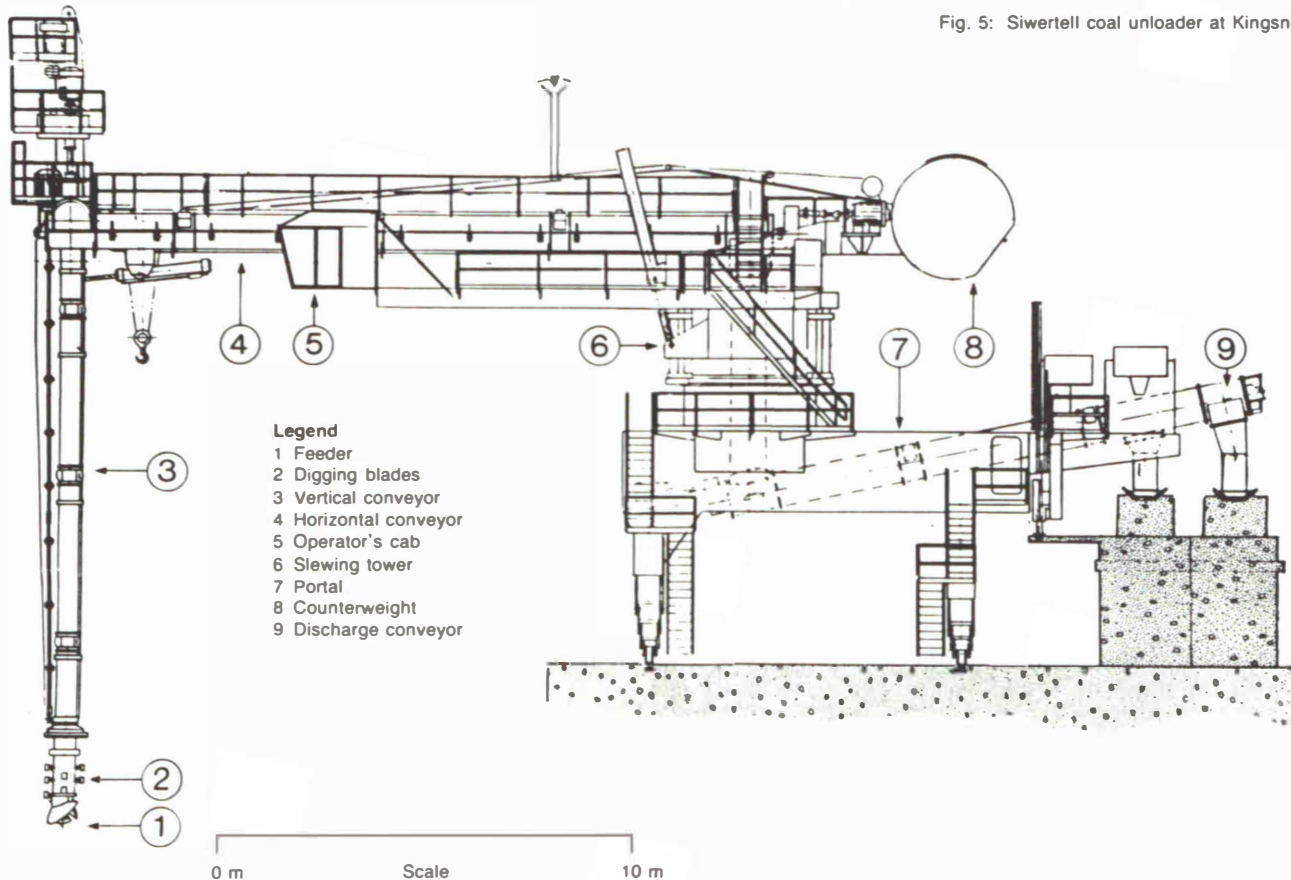 Fig. 5: Siwertell coal unloader at
4
5
6
7
8
9
3
Legend
1 Feeder
2 Digging blades
3 Vertical conveyor
4 Horizontal conveyor
5 Operator's cab
6 Slewing tower
7 Portal
8 Counterweight
9 Discharge conveyor
2
1
0 m Scale 10 m